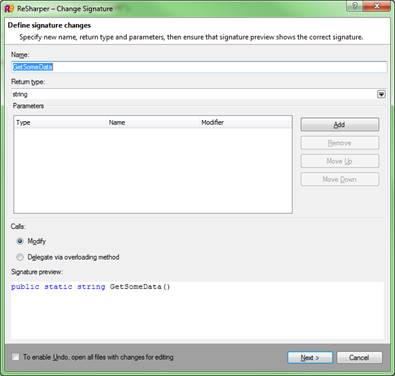 ReSharper – Change Signature
Define signature changes
Specify new name, return type and parameters, then ensure that signature preview shows the correct signature.
Name:
GetSomeData
Return type:
string
Parameters
Type Name Modifier
Add
Remove
Move Up
Move Down
Calls:
Modify
Delegate via overloading method
Signature preview:
public static string GetSomeData()
To enable Undo, open all files with changes for editing
Next >
Cancel